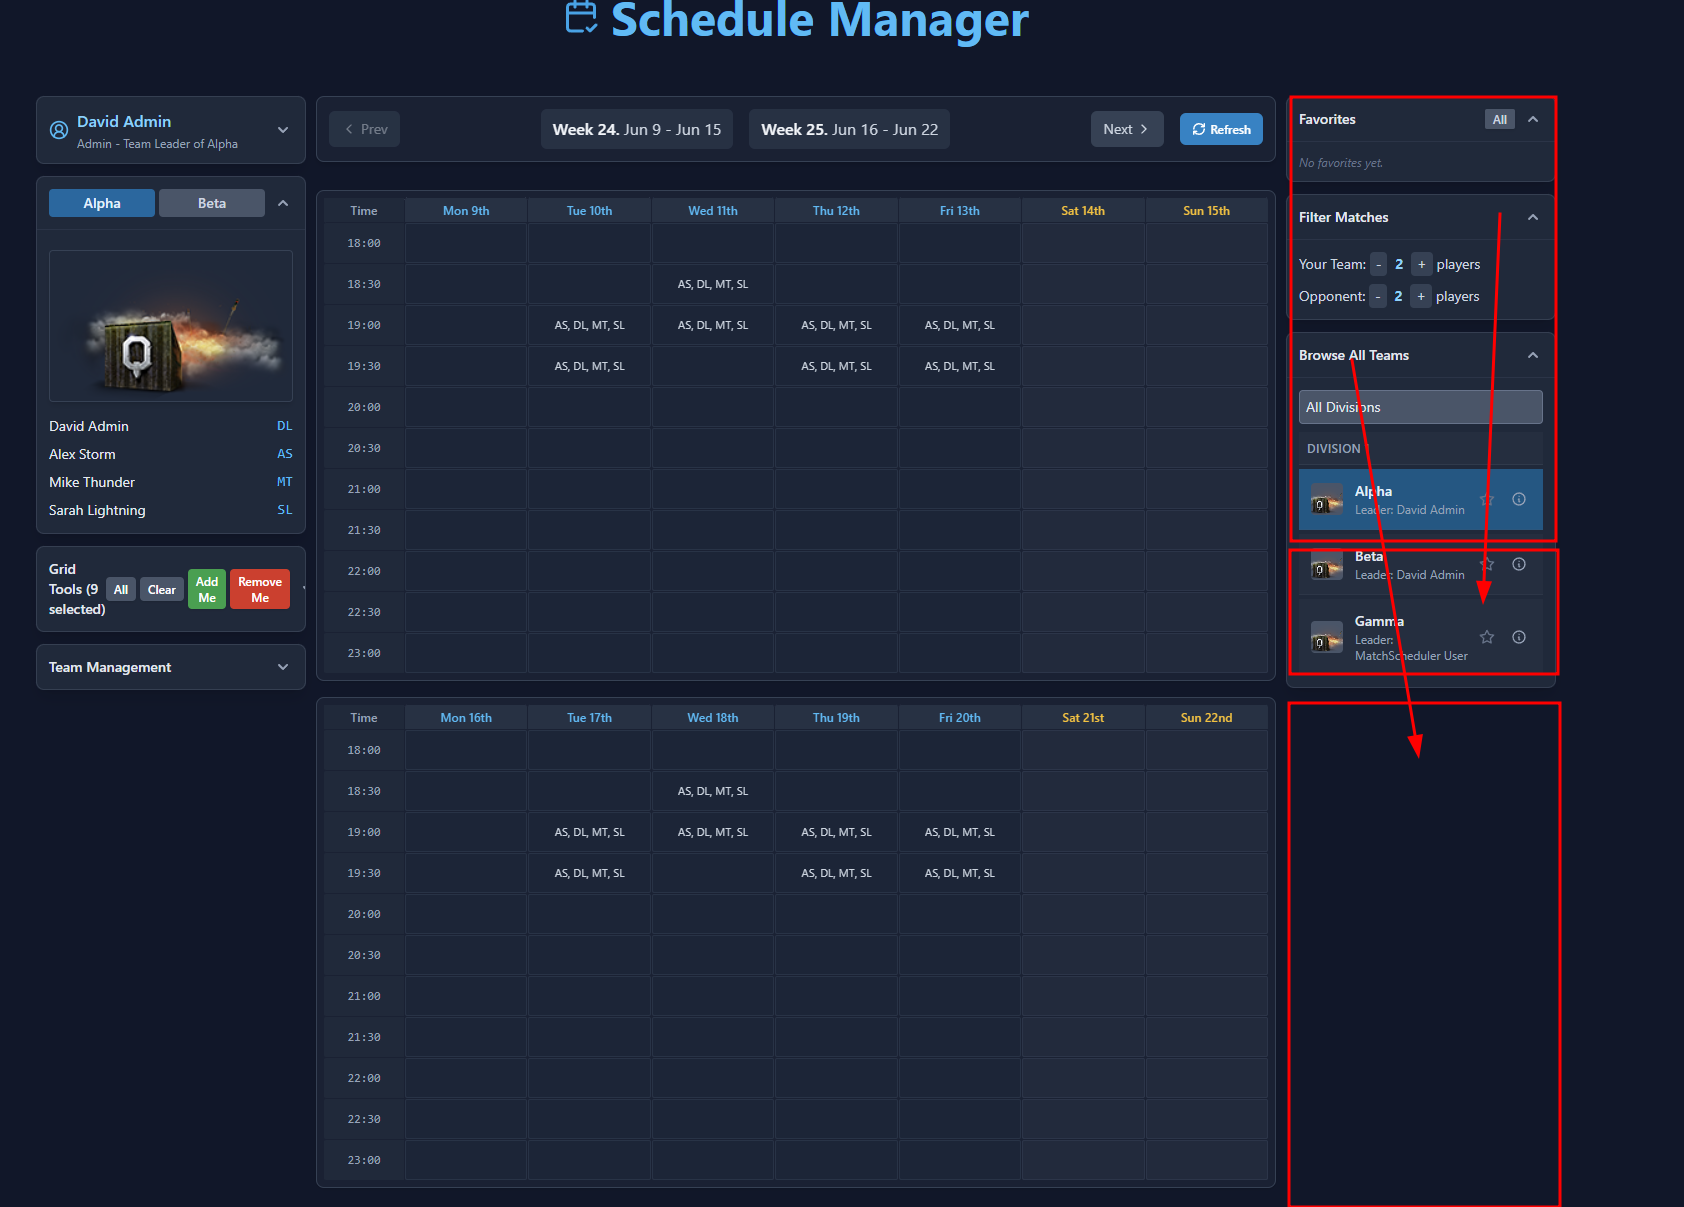 Schedule Manager
David Admin
Admin - Team Leader of Alpha
Alpha Beta
Q
David Admin DL
Alex Storm AS
Mike Thunder MT
Sarah Lightning SL
Grid Tools (9 selected)
All
Clear
Add Me
Remove Me
Team Management
Prev
Week 24. Jun 9 - Jun 15
Week 25. Jun 16 - Jun 22
Next
Refresh
Time Mon 9th Tue 10th Wed 11th Thu 12th Fri 13th Sat 14th Sun 15th
18:00
18:30 AS, DL, MT, SL
19:00 AS, DL, MT, SL AS, DL, MT, SL AS, DL, MT, SL AS, DL, MT, SL
19:30 AS, DL, MT, SL AS, DL, MT, SL AS, DL, MT, SL
20:00
20:30
21:00
21:30
22:00
22:30
23:00
Time Mon 16th Tue 17th Wed 18th Thu 19th Fri 20th Sat 21st Sun 22nd
18:00
18:30 AS, DL, MT, SL
19:00 AS, DL, MT, SL AS, DL, MT, SL AS, DL, MT, SL AS, DL, MT, SL
19:30 AS, DL, MT, SL AS, DL, MT, SL AS, DL, MT, SL
20:00
20:30
21:00
21:30
22:00
22:30
23:00
Favorites All
No favorites yet.
Filter Matches
Your Team: - 2 + players
Opponent: - 2 + players
Browse All Teams
All Divisions
DIVISION
Alpha
Leader: David Admin
Beta
Leader: David Admin
Gamma
Leader:
MatchScheduler User